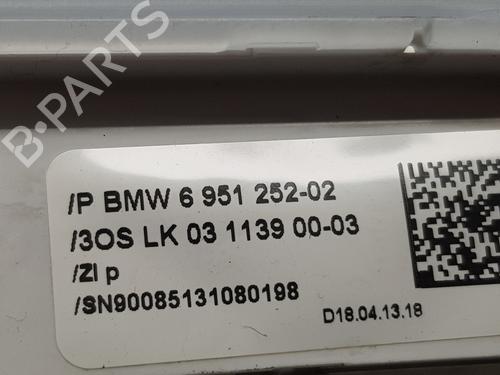 B-PARTS
/P BMW 6 951 252-02
/3OS LK 03 1139 00-03
/ZI p
/SN90085131080198
D18.04.13.18